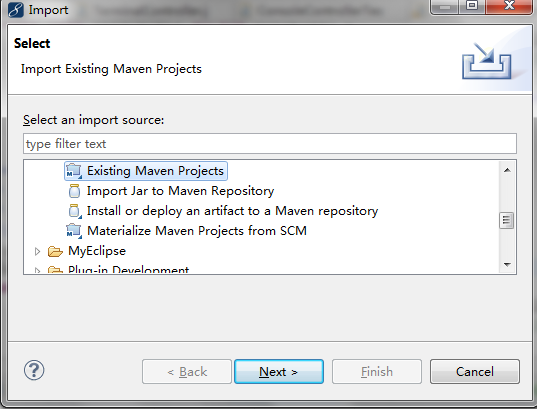 Import
Select
Import Existing Maven Projects
Select an import source:
type filter text
Existing Maven Projects
Import Jar to Maven Repository
Install or deploy an artifact to a Maven repository
Materialize Maven Projects from SCM
MyEclipse
Plug-in Development
< Back
Next >
Finish
Cancel